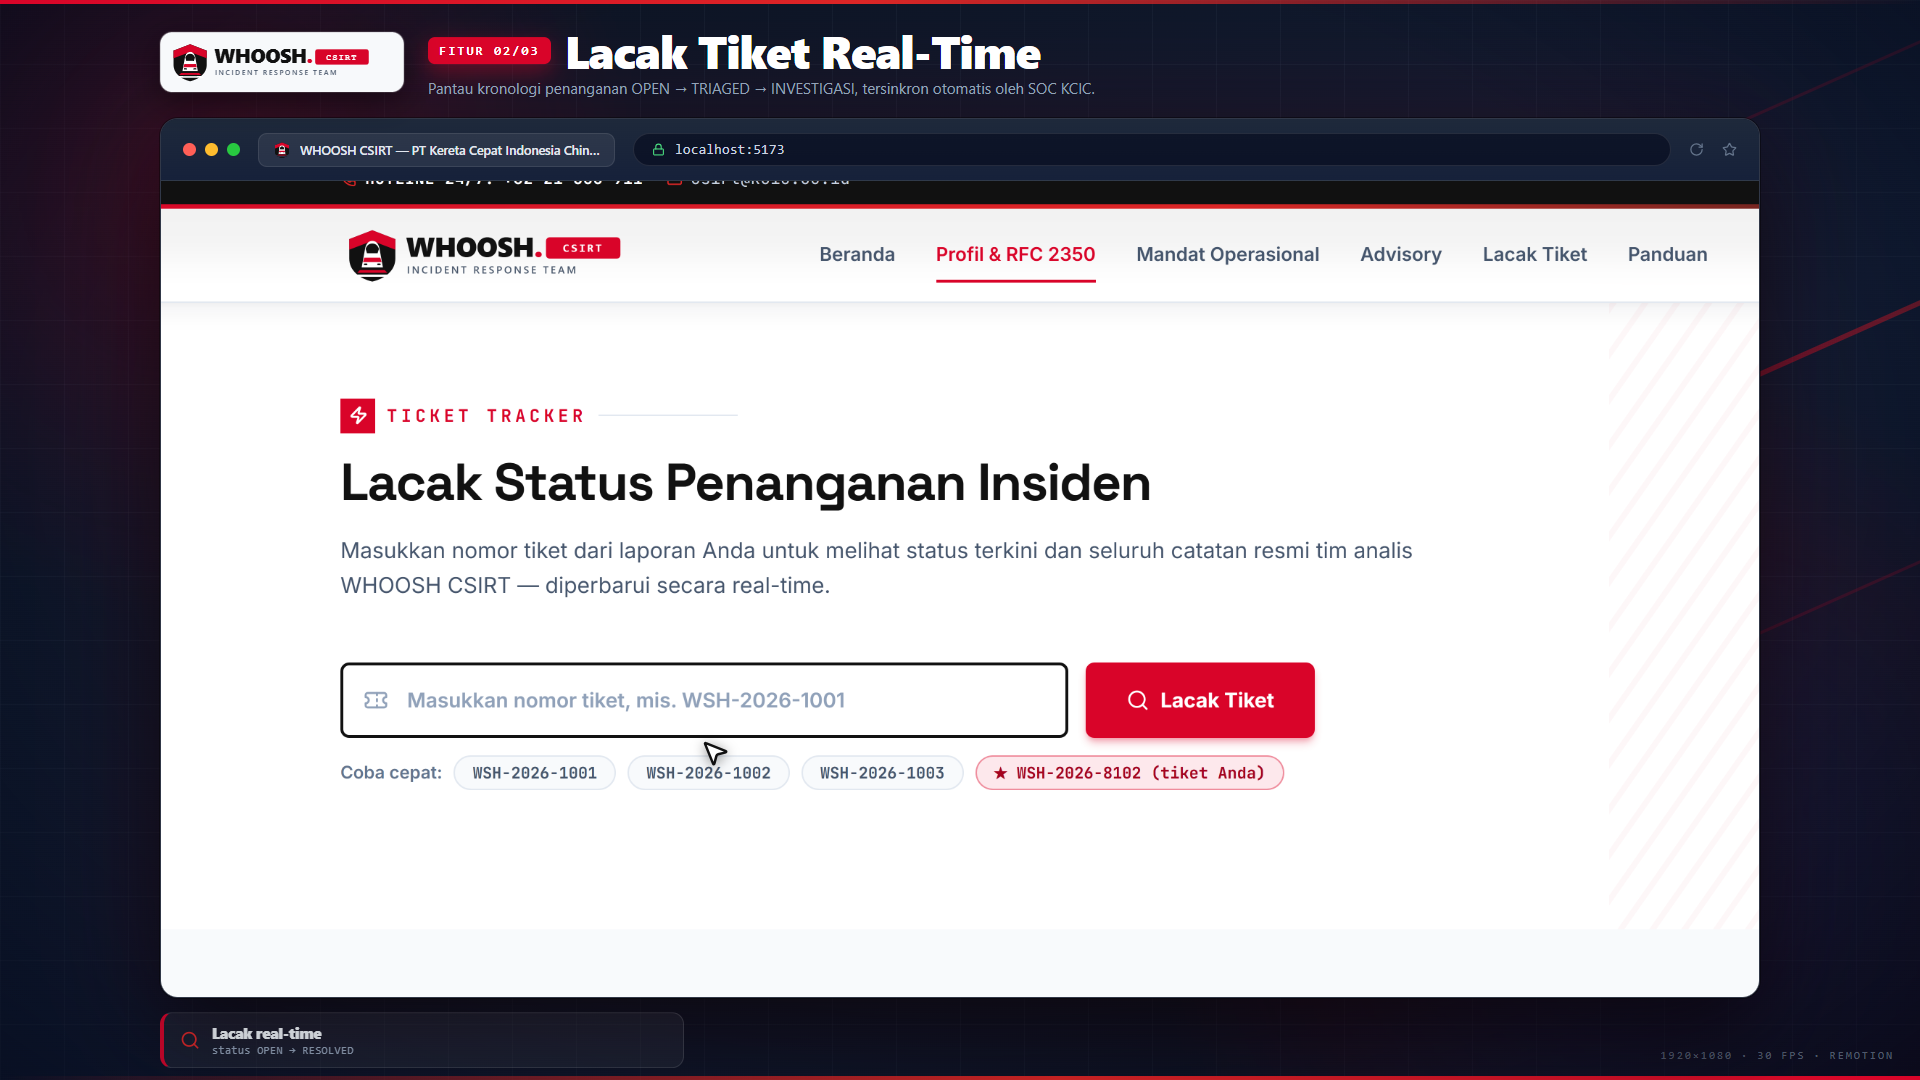 WHOOSH. CSIRT
INCIDENT RESPONSE TEAM
FITUR 02/03
Lacak Tiket Real-Time
Pantau kronologi penanganan OPEN → TRIAGED → INVESTIGASI, tersinkron otomatis oleh SOC KCIC.
WHOOSH CSIRT — PT Kereta Cepat Indonesia Chin...
localhost:5173
WHOOSH. CSIRT
INCIDENT RESPONSE TEAM
Beranda
Profil & RFC 2350
Mandat Operasional
Advisory
Lacak Tiket
Panduan
TICKET TRACKER
Lacak Status Penanganan Insiden
Masukkan nomor tiket dari laporan Anda untuk melihat status terkini dan seluruh catatan resmi tim analis
WHOOSH CSIRT — diperbarui secara real-time.
Masukkan nomor tiket, mis. WSH-2026-1001
Lacak Tiket
Coba cepat:
WSH-2026-1001
WSH-2026-1002
WSH-2026-1003
★ WSH-2026-8102 (tiket Anda)
Lacak real-time
status OPEN → RESOLVED
1920×1080 · 30 FPS · REMOTION